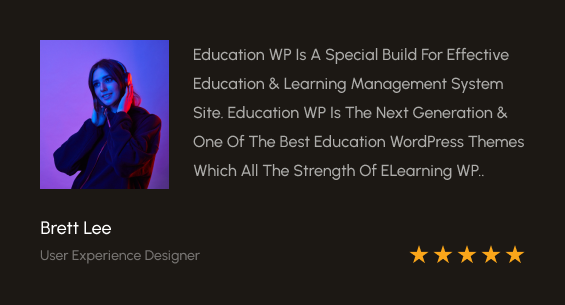 Education WP Is A Special Build For Effective
Education & Learning Management System
Site. Education WP Is The Next Generation &
One Of The Best Education WordPress Themes
Which All The Strength Of ELearning WP..
Brett Lee
User Experience Designer